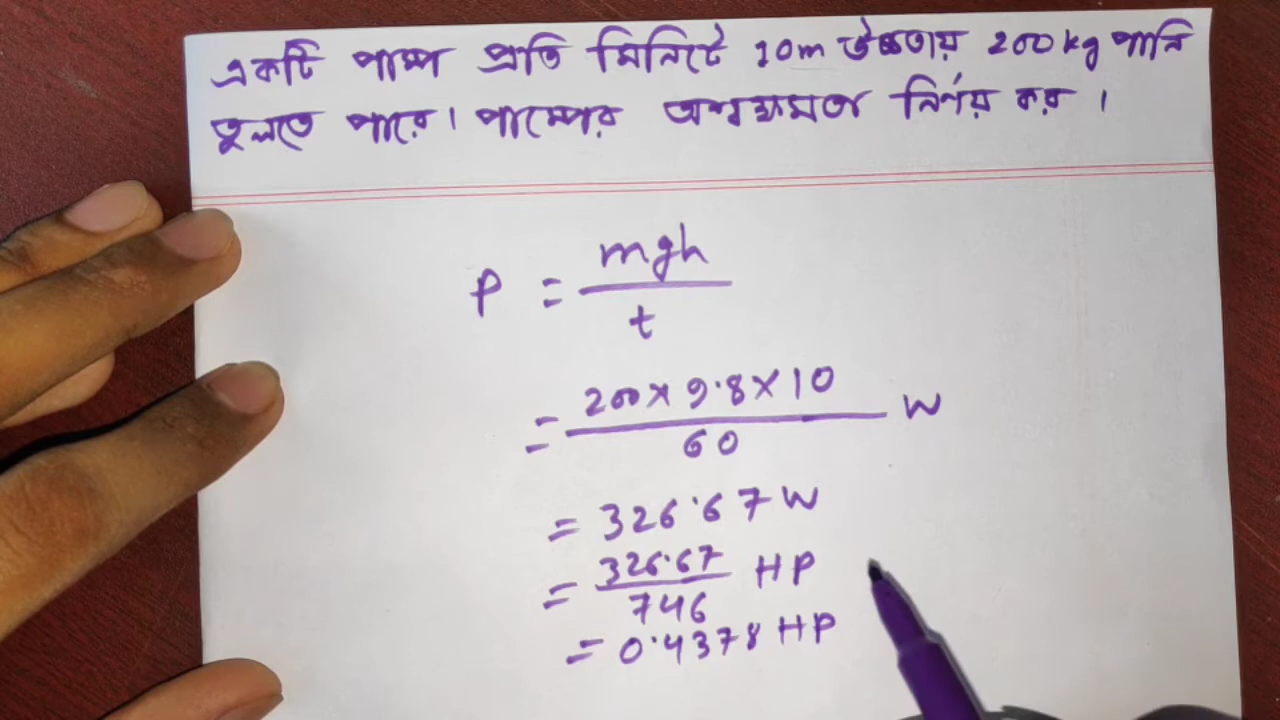 একটি পাম্প প্রতি মিনিটে 10m উচ্চতায় 200kg পানি
তুলতে পারে। পাম্পের অশ্বক্ষমতা নির্ণয় কর ।
P = mgh / t
= 200 × 9.8 × 10 / 60 W
= 326.67 W
= 326.67 / 746 HP
= 0.4378 HP